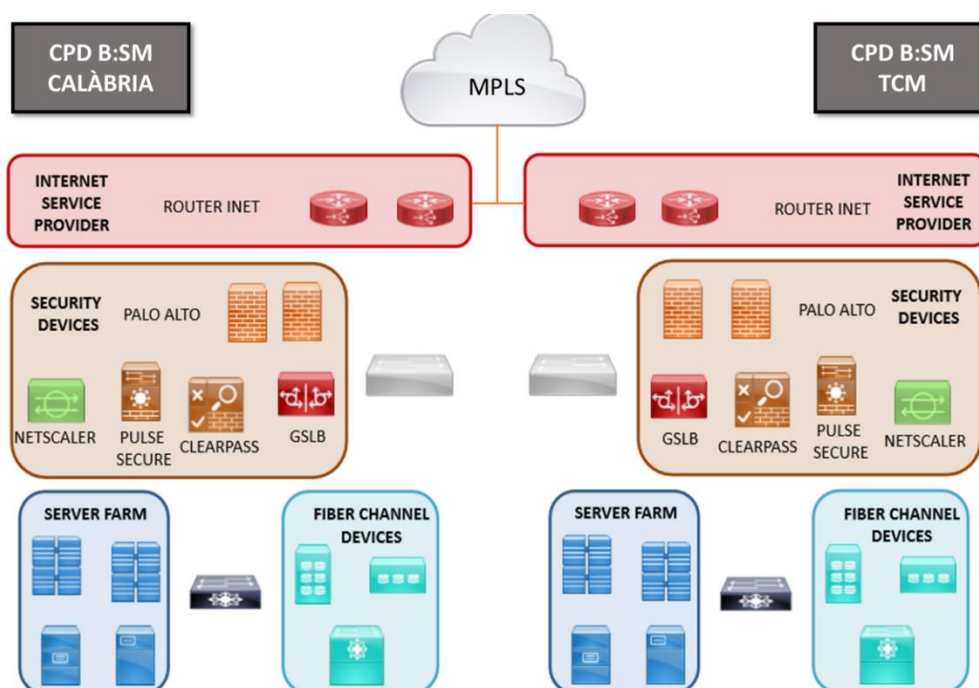 CPD B:SM
CALÀBRIA
MPLS
CPD B:SM
TCM
INTERNET
SERVICE
PROVIDER
ROUTER INET
ROUTER INET
INTERNET
SERVICE
PROVIDER
SECURITY
DEVICES
PALO ALTO
NETSCALER
PULSE
SECURE
CLEARPASS
GSLB
PALO ALTO
SECURITY
DEVICES
GSLB
CLEARPASS
PULSE
SECURE
NETSCALER
SERVER FARM
FIBER CHANNEL
DEVICES
SERVER FARM
FIBER CHANNEL
DEVICES